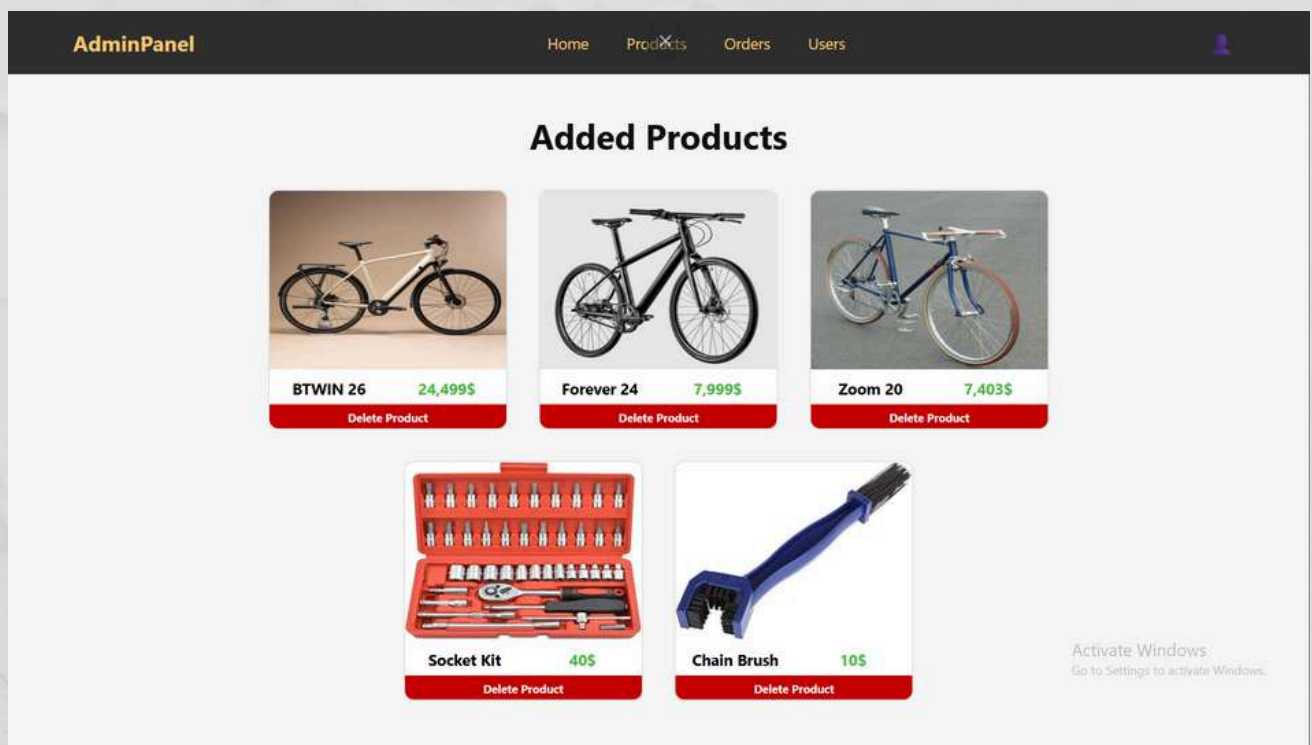 AdminPanel Home Products Orders Users
Added Products
BTWIN 26 24,499$ Forever 24 7,999$ Zoom 20 7,403$
Delete Product Delete Product Delete Product
Socket Kit 40$ Chain Brush 10$
Delete Product Delete Product
Activate Windows
Go to Settings to activate Windows.